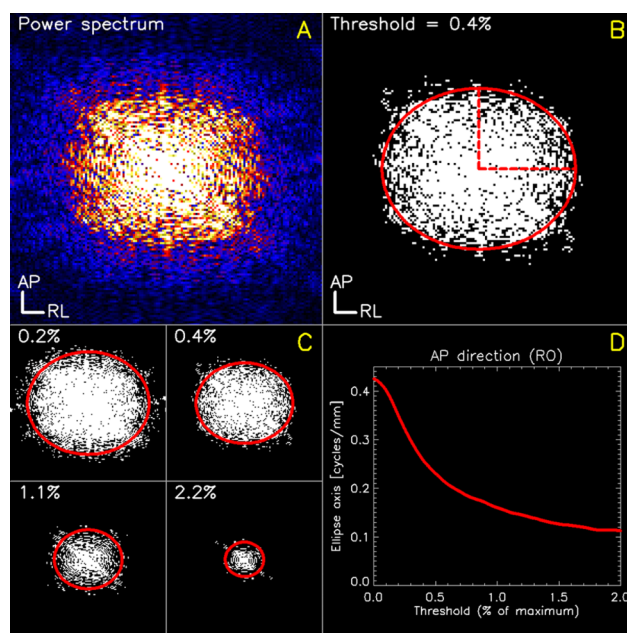 Power spectrum A
Threshold = 0.4% B
AP
RL
AP
RL
0.2%
0.4% C
1.1%
2.2%
D
AP direction (RO)
Ellipse axis [cycles/mm]
0.4
0.3
0.2
0.1
0.0
0.0 0.5 1.0 1.5 2.0
Threshold (% of maximum)